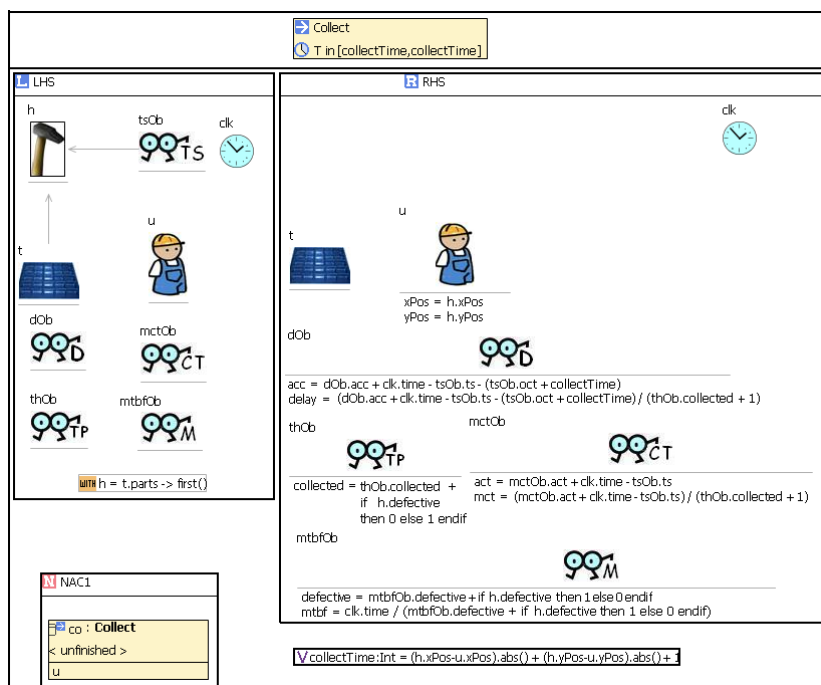 Collect
T in [collectTime,collectTime]
L LHS
R RHS
h
tsOb
clk
TS
u
t
dOb
D
mctOb
CT
thOb
TP
mtbfOb
M
WITH h = t.parts -> first()
clk
u
t
xPos = h.xPos
yPos = h.yPos
dOb
D
acc = dOb.acc + clk.time - tsOb.ts - (tsOb.oct + collectTime)
delay = (dOb.acc + clk.time - tsOb.ts - (tsOb.oct + collectTime) / (thOb.collected + 1)
thOb
TP
collected = thOb.collected +
if h.defective
then 0 else 1 endif
mctOb
CT
act = mctOb.act + clk.time - tsOb.ts
mct = (mctOb.act + clk.time - tsOb.ts) / (thOb.collected + 1)
mtbfOb
M
defective = mtbfOb.defective + if h.defective then 1 else 0 endif
mtbf = clk.time / (mtbfOb.defective + if h.defective then 1 else 0 endif)
N NAC1
co : Collect
< unfinished >
u
V collectTime:Int = (h.xPos-u.xPos).abs() + (h.yPos-u.yPos).abs() + 1